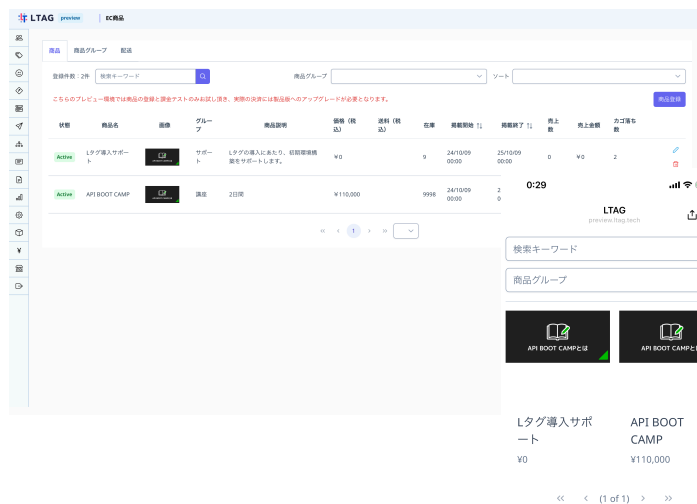 LTAG preview EC商品
商品 商品グループ 配送
登録件数：2件 検索キーワード 商品グループ ソート
こちらのプレビュー環境では商品の登録と課金テストのみお試し頂き、実際の決済には製品版へのアップグレードが必要となります。 商品登録
状態 商品名 画像 グループ 商品説明 価格（税込） 送料（税込） 在庫 掲載開始 掲載終了 売上数 売上金額 カゴ落ち数
Active Lタグ導入サポート サポート Lタグの導入にあたり、初期環境構築をサポートします。 ￥0 9 24/10/09 00:00 25/10/09 00:00 0 ￥0 2
Active API BOOT CAMP 講座 2日間 ￥110,000 9998 24/10/09 00:00
« ‹ 1 › »
0:29
LTAG
preview.ltag.tech
検索キーワード
商品グループ
API BOOT CAMPとは API BOOT CAMPと
Lタグ導入サポート
¥0
API BOOT CAMP
¥110,000
« ‹ (1 of 1) › »